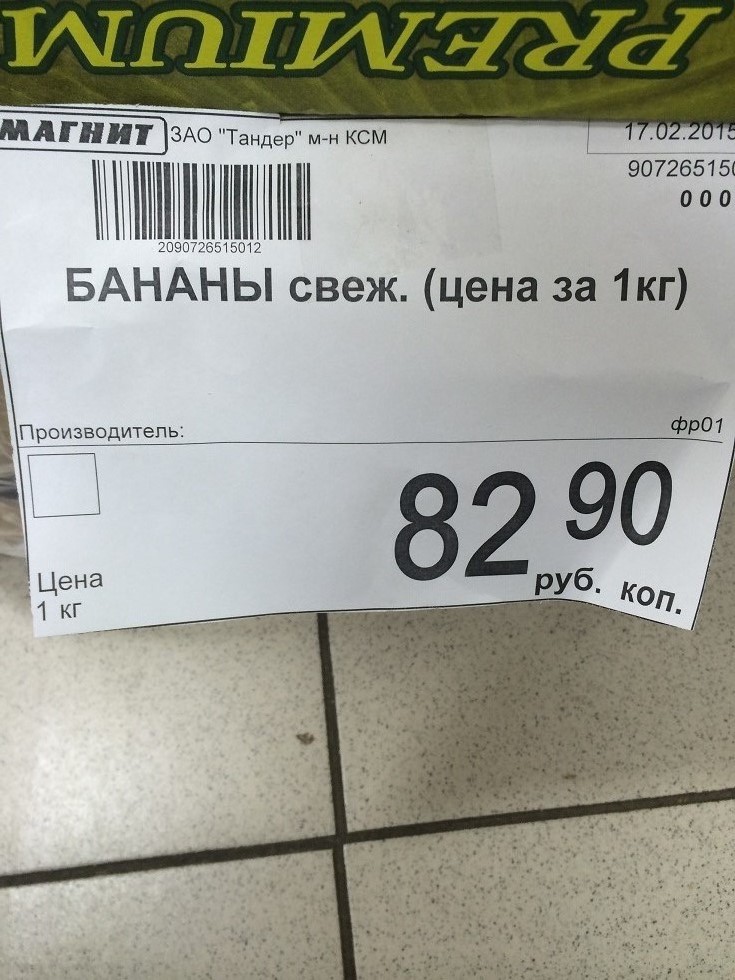 PREMIUM
МАГНИТ ЗАО "Тандер" м-н КСМ
17.02.2015
907265150
000
2090726515012
БАНАНЫ свеж. (цена за 1кг)
Производитель:
фр01
82 90
руб. коп.
Цена
1 кг